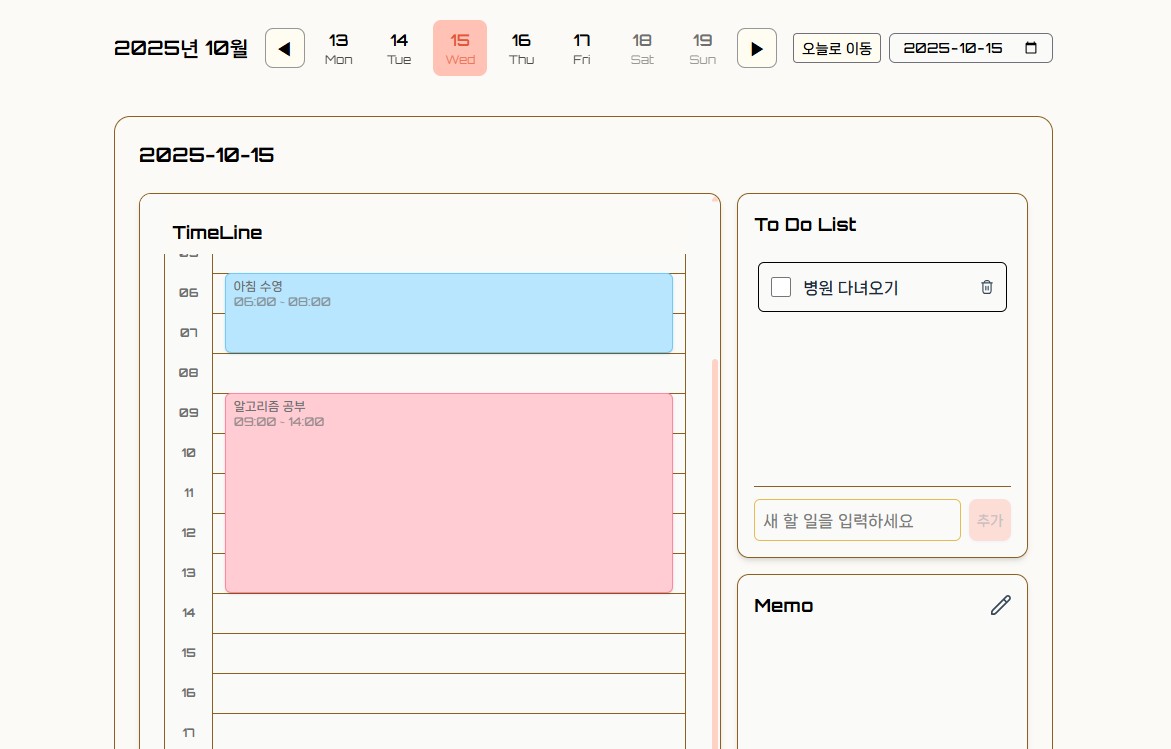 2025년 10월
◀
13
Mon
14
Tue
15
Wed
16
Thu
17
Fri
18
Sat
19
Sun
▶
오늘로 이동
2025-10-15
2025-10-15
TimeLine
06
07
08
09
10
11
12
13
14
15
16
17
아침 수영
06:00 - 08:00
알고리즘 공부
09:00 - 14:00
To Do List
병원 다녀오기
새 할 일을 입력하세요
추가
Memo